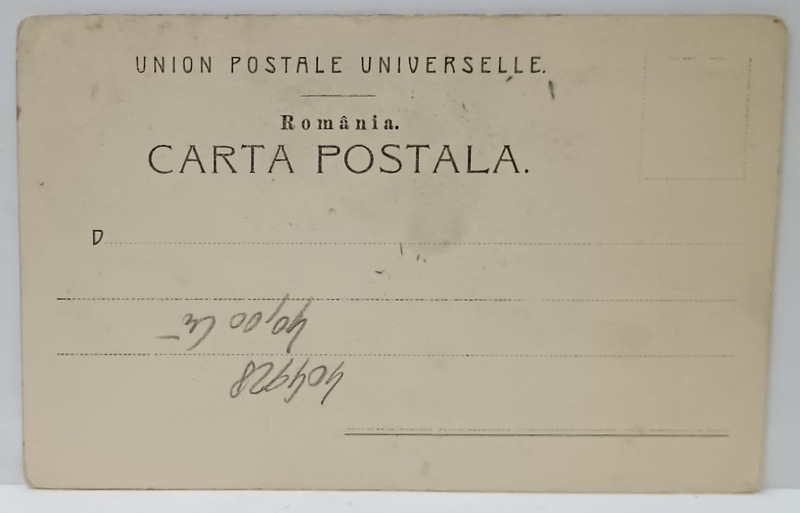 UNION POSTALE UNIVERSELLE.
România.
CARTA POSTALA.
D
404928
40,00 Lei